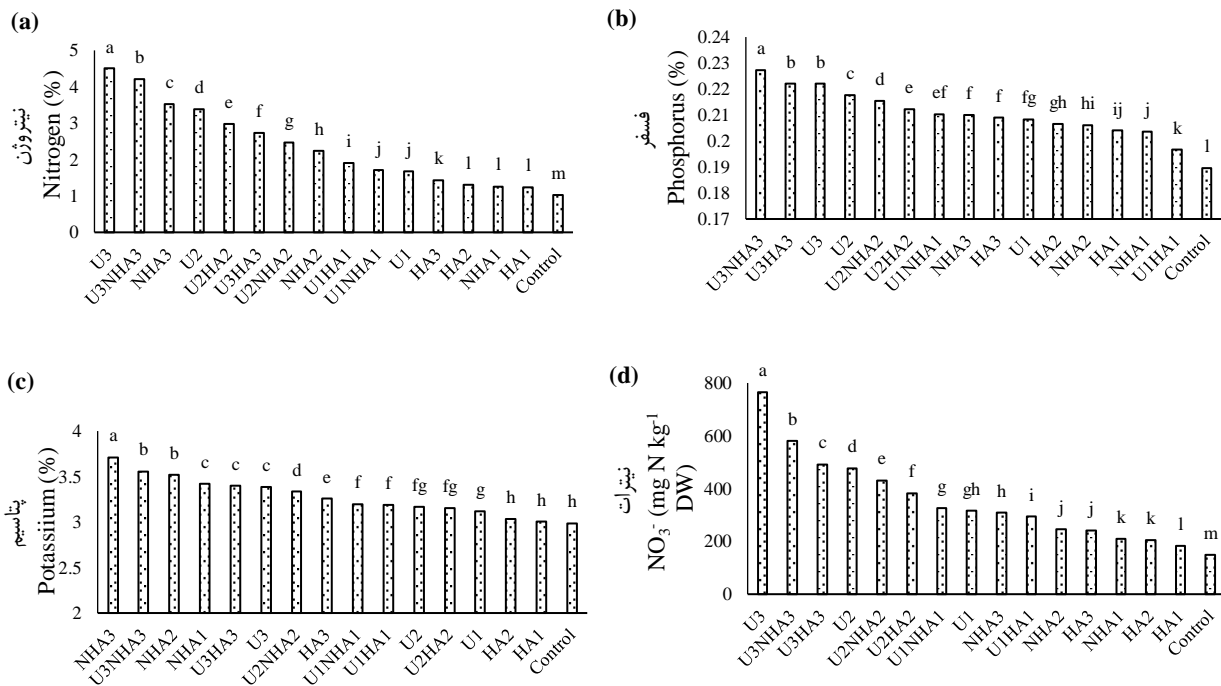 (a)
نیتروژن
Nitrogen (%)
5
4
3
2
1
0
a b c d e f g h i j j k l l l m
U3 U3NHA3 NHA3 U2 U2HA2 U3HA3 U2NHA2 NHA2 U1HA1 U1NHA1 U1 HA3 HA2 NHA1 HA1 Control
(b)
فسفر
Phosphorus (%)
0.24
0.23
0.22
0.21
0.20
0.19
0.18
0.17
a b b c d e ef f f fg gh hi ij j k l
U3NHA3 U3HA3 U3 U2 U2NHA2 U2HA2 U1NHA1 NHA3 HA3 U1 HA2 NHA2 HA1 NHA1 U1HA1 Control
(c)
پتاسیم
Potassiium (%)
4
3.5
3
2.5
2
a b b c c c d e f f fg fg g h h h
NHA3 U3NHA3 NHA2 NHA1 U3HA3 U3 U2NHA2 HA3 U1NHA1 U1HA1 U2 U2HA2 U1 HA2 HA1 Control
(d)
نیترات
NO₃⁻ (mg N kg⁻¹
DW)
800
600
400
200
0
a b c d e f g gh h i j j k k l m
U3 U3NHA3 U3HA3 U2 U2NHA2 U2HA2 U1NHA1 U1 NHA3 U1HA1 NHA2 HA3 NHA1 HA2 HA1 Control